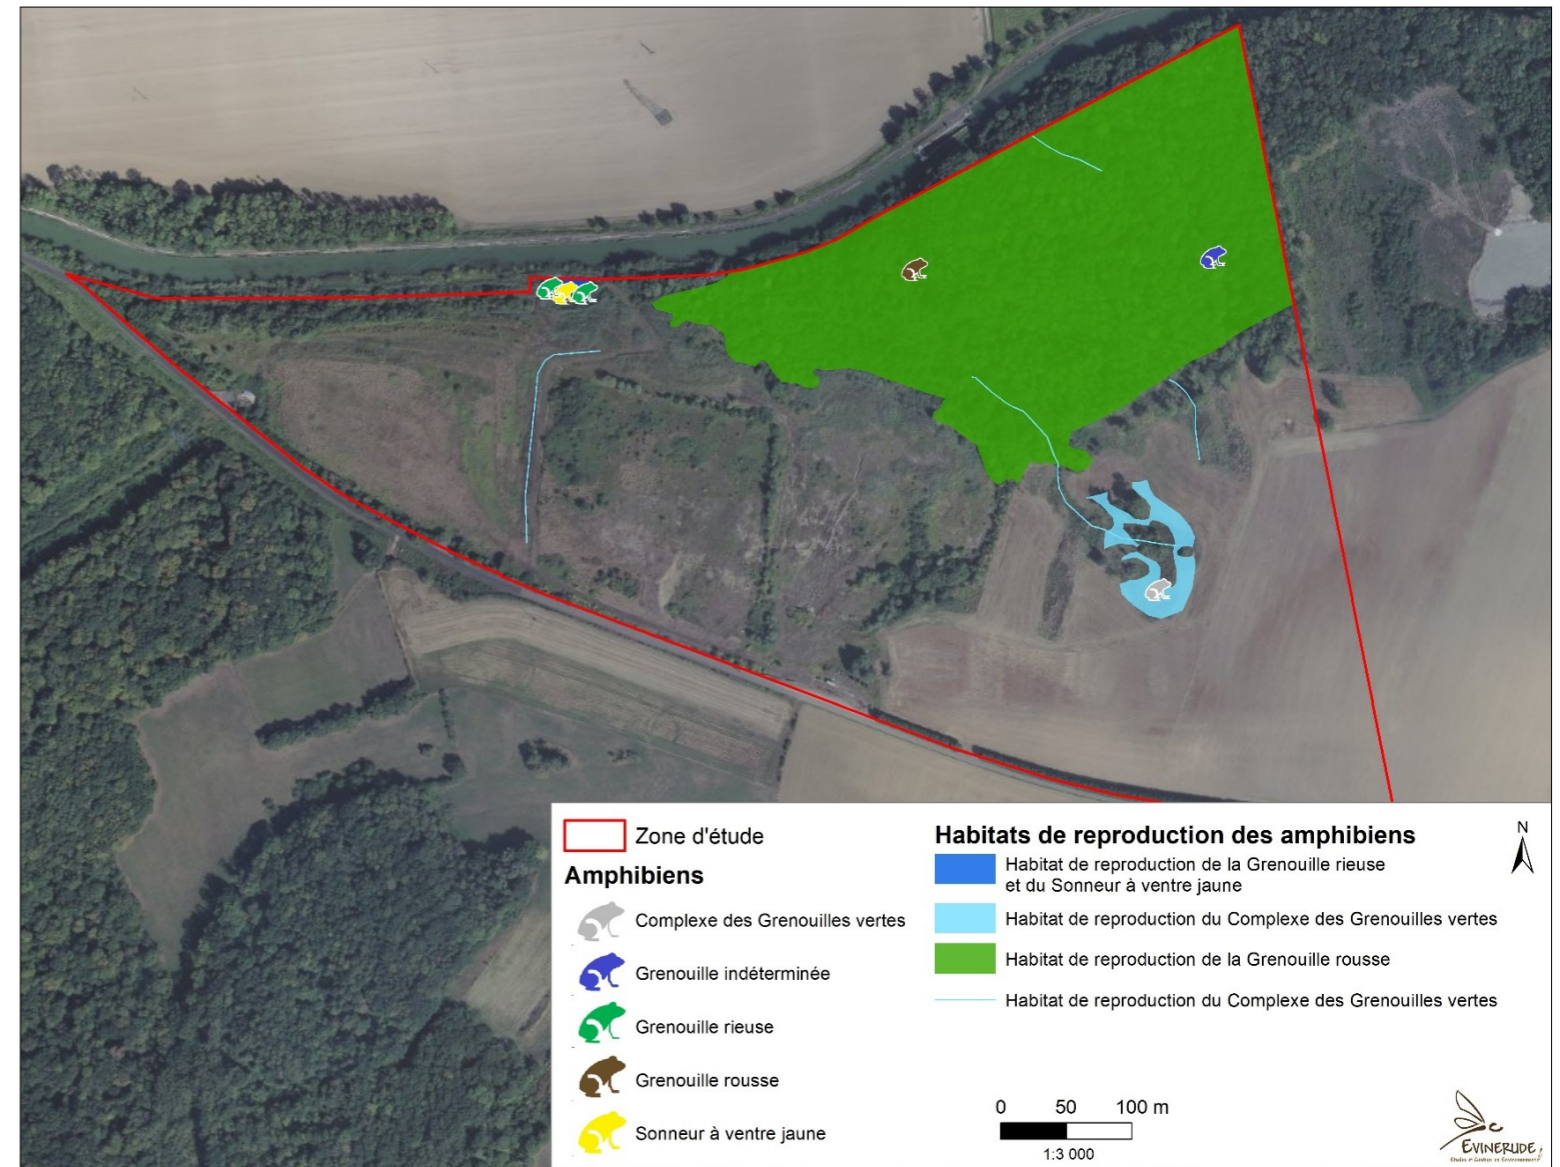 Zone d'étude
Amphibiens
Complexe des Grenouilles vertes
Grenouille indéterminée
Grenouille rieuse
Grenouille rousse
Sonneur à ventre jaune
Habitats de reproduction des amphibiens
Habitat de reproduction de la Grenouille rieuse
et du Sonneur à ventre jaune
Habitat de reproduction du Complexe des Grenouilles vertes
Habitat de reproduction de la Grenouille rousse
Habitat de reproduction du Complexe des Grenouilles vertes
N
0 50 100 m
1:3 000
EVINERUDE